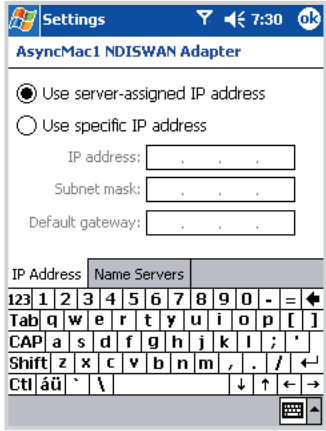 Settings 7:30 ok
AsyncMac1 NDISWAN Adapter
Use server-assigned IP address
Use specific IP address
IP address: . . .
Subnet mask: . . .
Default gateway: . . .
IP Address Name Servers
123 1 2 3 4 5 6 7 8 9 0 - = 
Tab q w e r t y u i o p [ ]
CAP a s d f g h j k l ; '
Shift z x c v b n m , . /
Ctl áü ` \